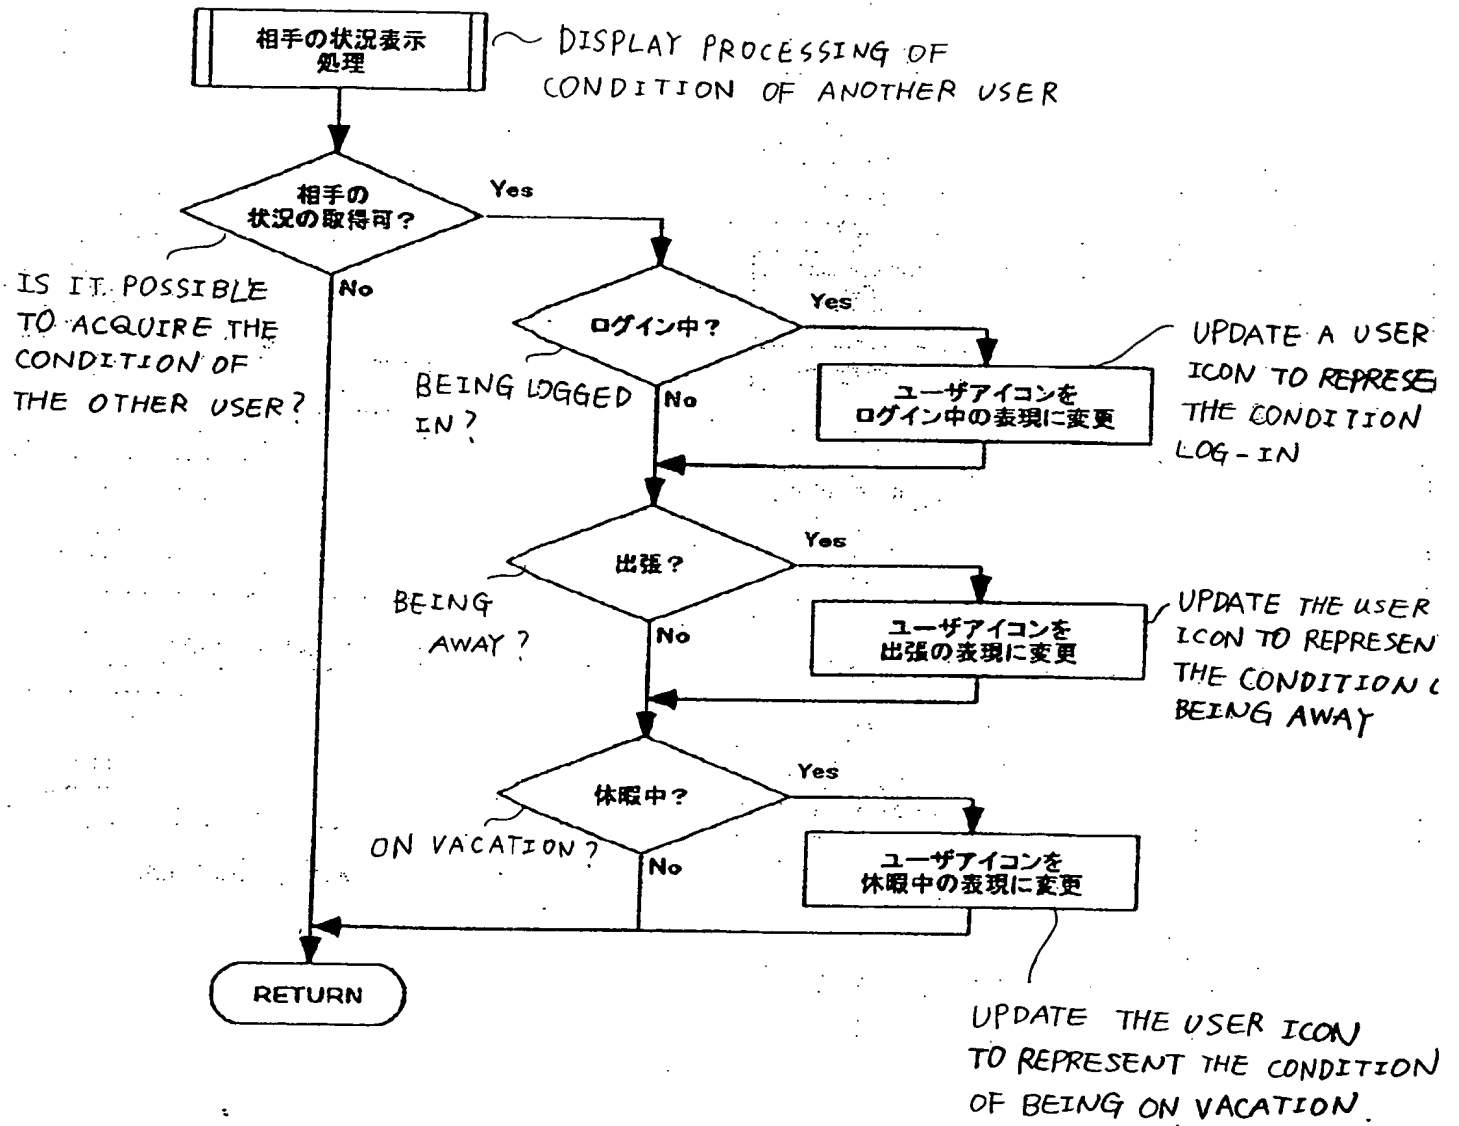 相手の状況表示
処理
DISPLAY PROCESSING OF
CONDITION OF ANOTHER USER
相手の
状況の取得可?
Yes
No
IS IT POSSIBLE
TO ACQUIRE THE
CONDITION OF
THE OTHER USER?
ログイン中?
Yes
No
BEING LOGGED
IN?
ユーザアイコンを
ログイン中の表現に変更
UPDATE A USER
ICON TO REPRESE
THE CONDITION
LOG-IN
出張?
Yes
No
BEING
AWAY?
ユーザアイコンを
出張の表現に変更
UPDATE THE USER
ICON TO REPRESEN
THE CONDITION
BEING AWAY
休暇中?
Yes
No
ON VACATION?
ユーザアイコンを
休暇中の表現に変更
RETURN
UPDATE THE USER ICON
TO REPRESENT THE CONDITION
OF BEING ON VACATION.